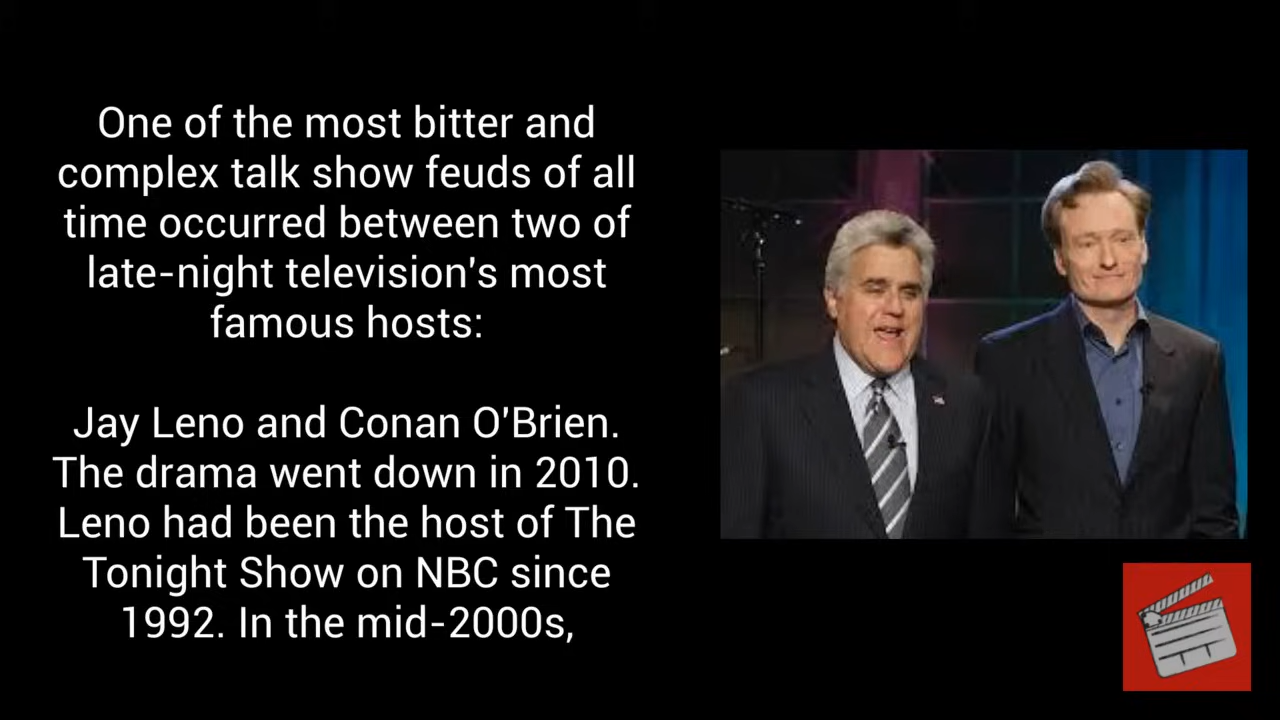 One of the most bitter and
complex talk show feuds of all
time occurred between two of
late-night television's most
famous hosts:
Jay Leno and Conan O'Brien.
The drama went down in 2010.
Leno had been the host of The
Tonight Show on NBC since
1992. In the mid-2000s,